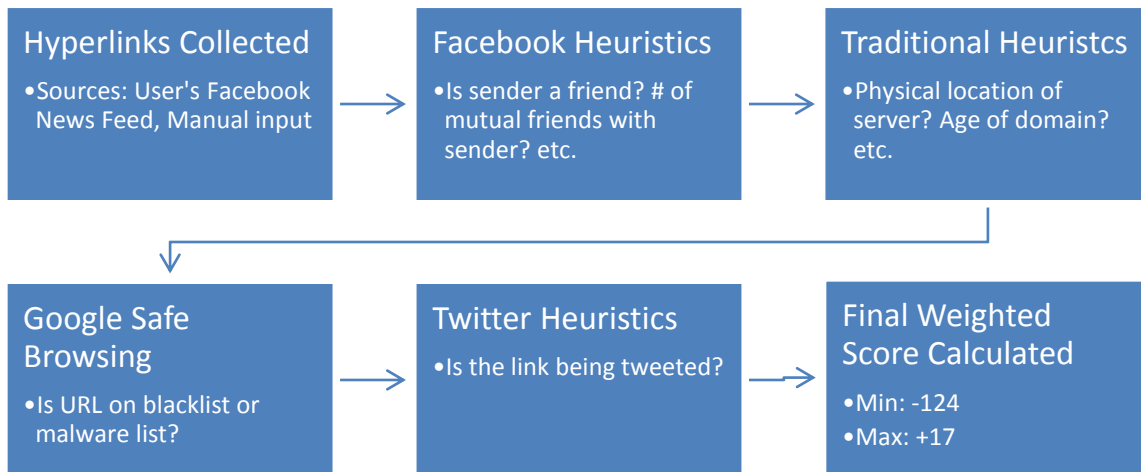 Hyperlinks Collected
•Sources: User's Facebook
News Feed, Manual input
Facebook Heuristics
•Is sender a friend? # of
mutual friends with
sender? etc.
Traditional Heuristcs
•Physical location of
server? Age of domain?
etc.
Google Safe
Browsing
•Is URL on blacklist or
malware list?
Twitter Heuristics
•Is the link being tweeted?
Final Weighted
Score Calculated
•Min: -124
•Max: +17